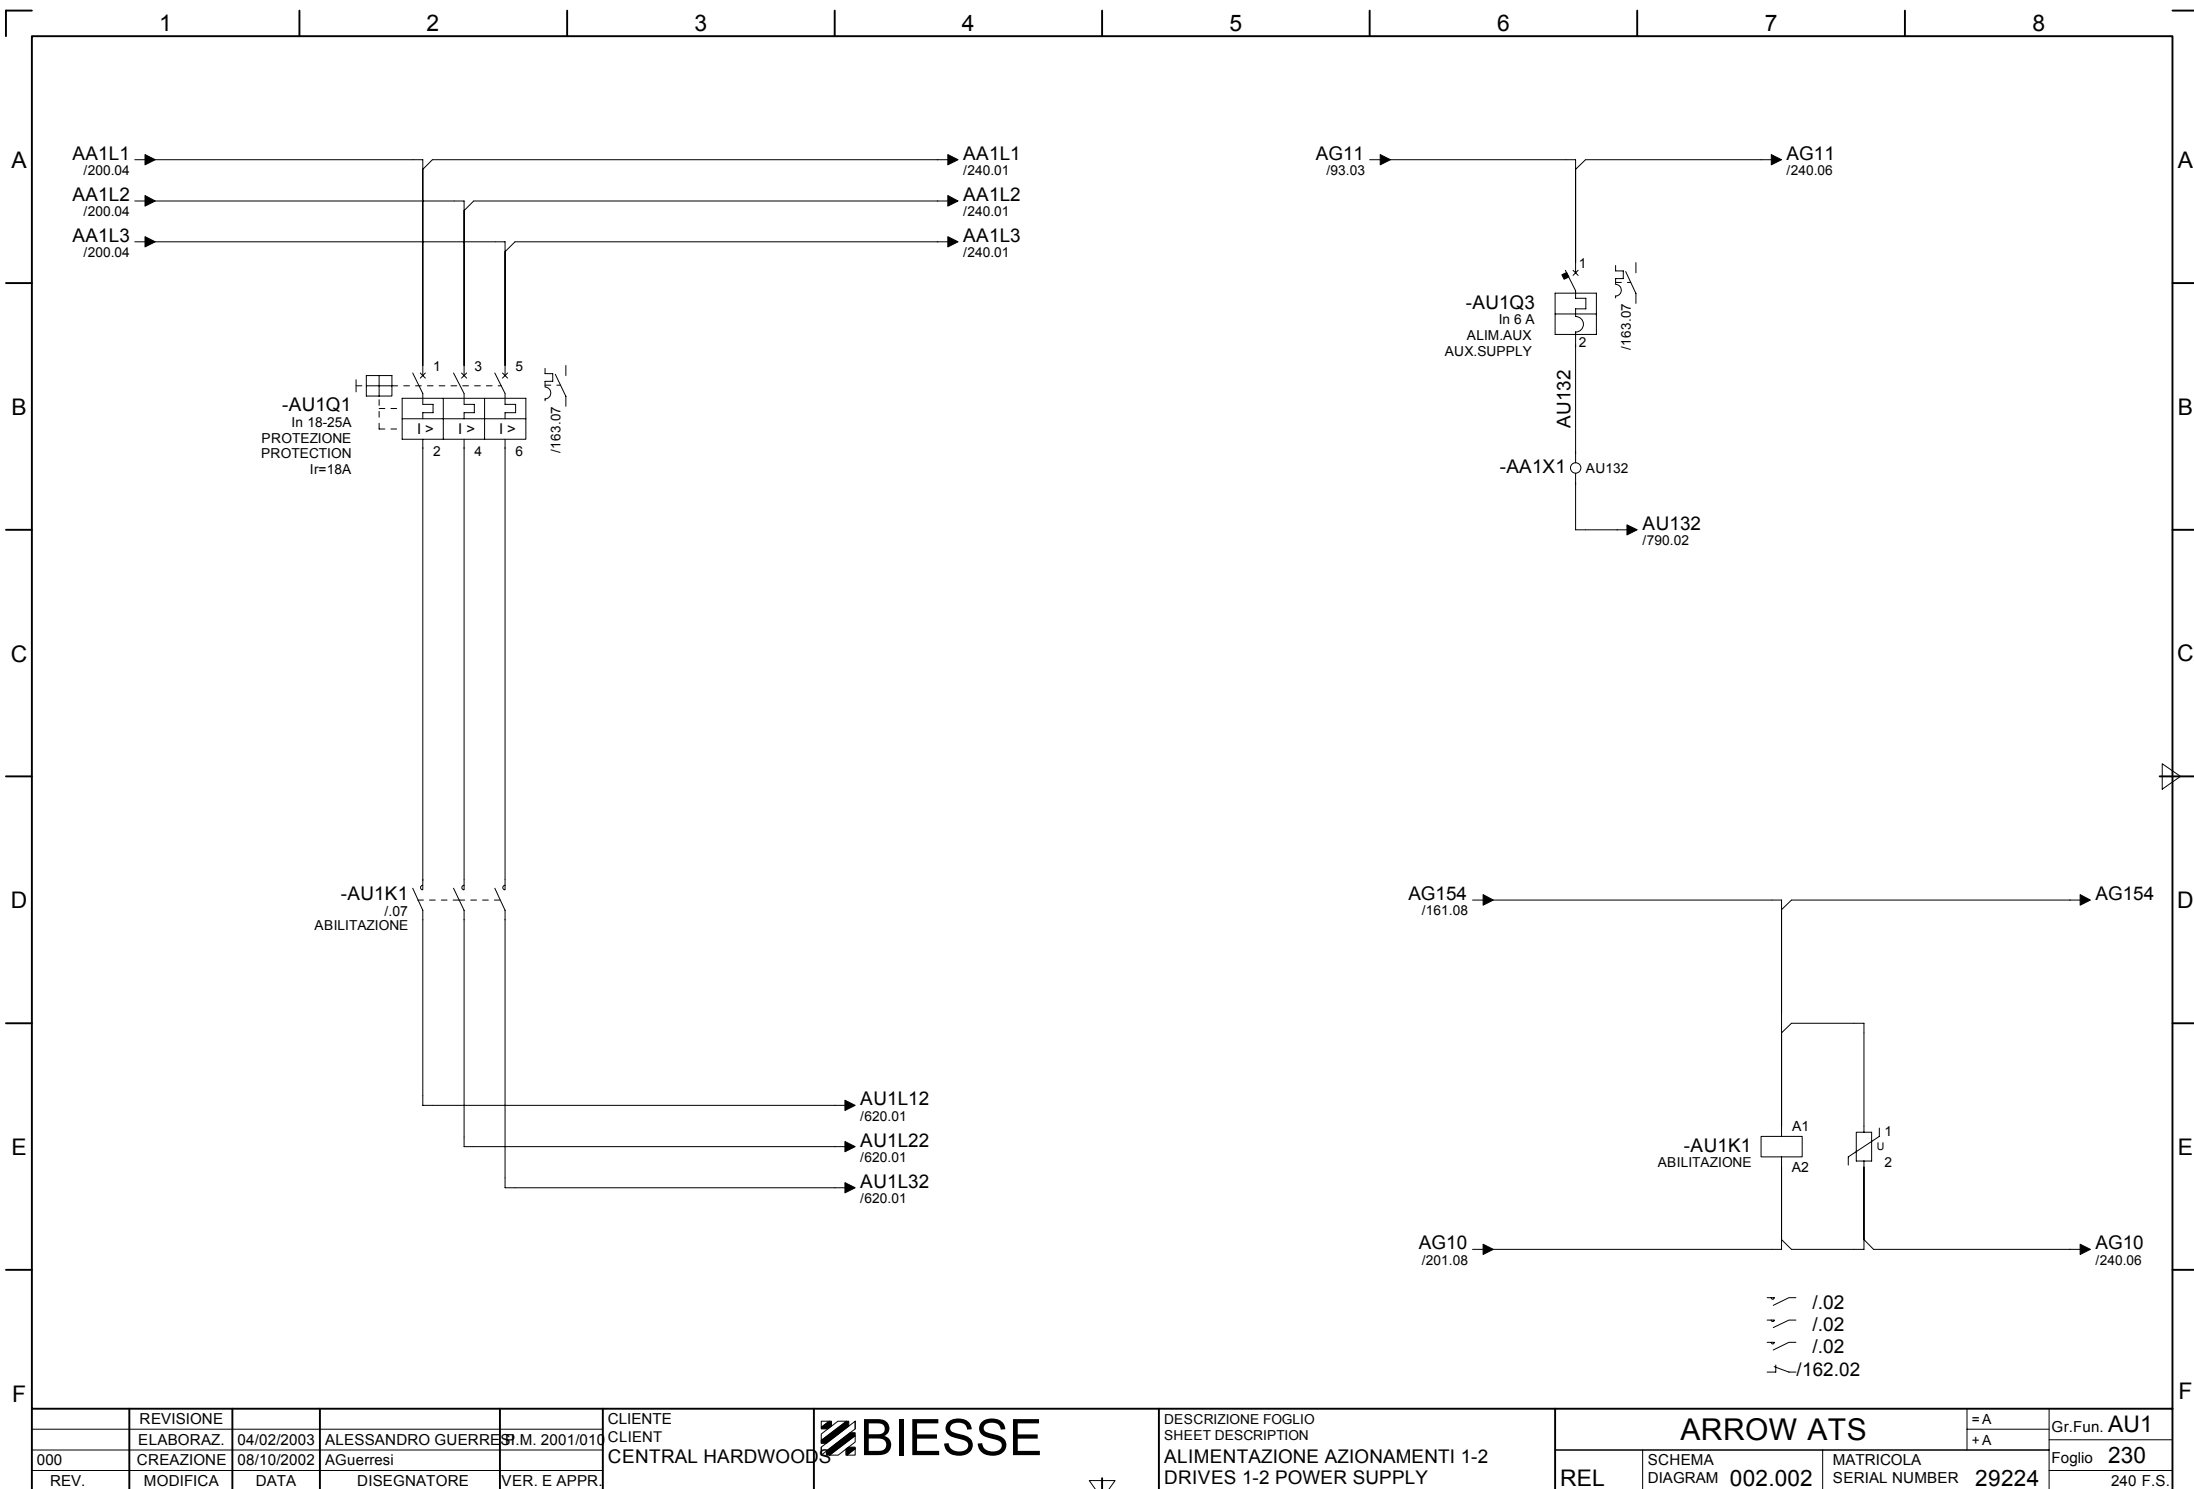 1 2 3 4 5 6 7 8
A
AA1L1
/200.04
AA1L1
/240.01
AG11
/93.03
AG11
/240.06
A
AA1L2
/200.04
AA1L2
/240.01
AA1L3
/200.04
AA1L3
/240.01
1
-AU1Q3
In 6 A
ALIM.AUX
AUX.SUPPLY
2
/163.07
1 3 5
B
-AU1Q1
In 18-25A
PROTEZIONE
PROTECTION
Ir=18A
I > I > I >
2 4 6
/163.07
AU132
B
-AA1X1 AU132
AU132
/790.02
C
C
D
-AU1K1
/.07
ABILITAZIONE
AG154
/161.08
AG154
D
AU1L12
/620.01
E
AU1L22
/620.01
AU1L32
/620.01
-AU1K1
ABILITAZIONE
A1
A2
1
U
2
E
AG10
/201.08
AG10
/240.06
/.02
/.02
/.02
/162.02
F
F
REVISIONE
ELABORAZ. 04/02/2003 ALESSANDRO GUERRESI P.M. 2001/010
000 CREAZIONE 08/10/2002 AGuerresi
REV. MODIFICA DATA DISEGNATORE VER. E APPR.
CLIENTE
CLIENT
CENTRAL HARDWOODS
BIESSE
DESCRIZIONE FOGLIO
SHEET DESCRIPTION
ALIMENTAZIONE AZIONAMENTI 1-2
DRIVES 1-2 POWER SUPPLY
ARROW ATS
= A
+ A
REL
SCHEMA
DIAGRAM 002.002
MATRICOLA
SERIAL NUMBER 29224
Gr.Fun. AU1
Foglio 230
240 F.S.